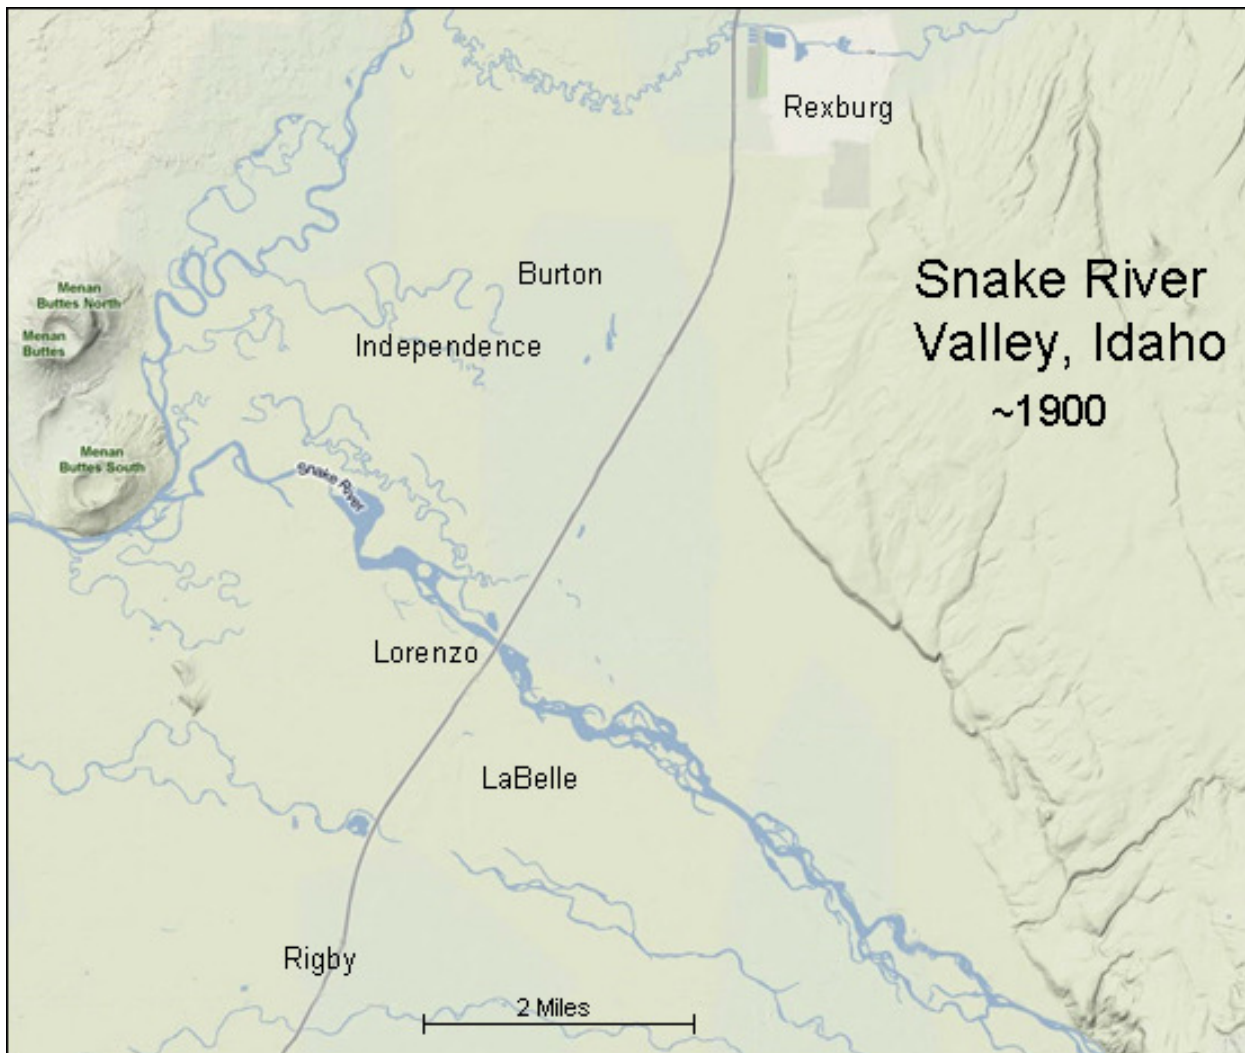 Rexburg
Snake River
Valley, Idaho
~1900
Burton
Menan
Buttes North
Menan
Buttes
Independence
Menan
Buttes South
Snake River
Lorenzo
LaBelle
Rigby
2 Miles